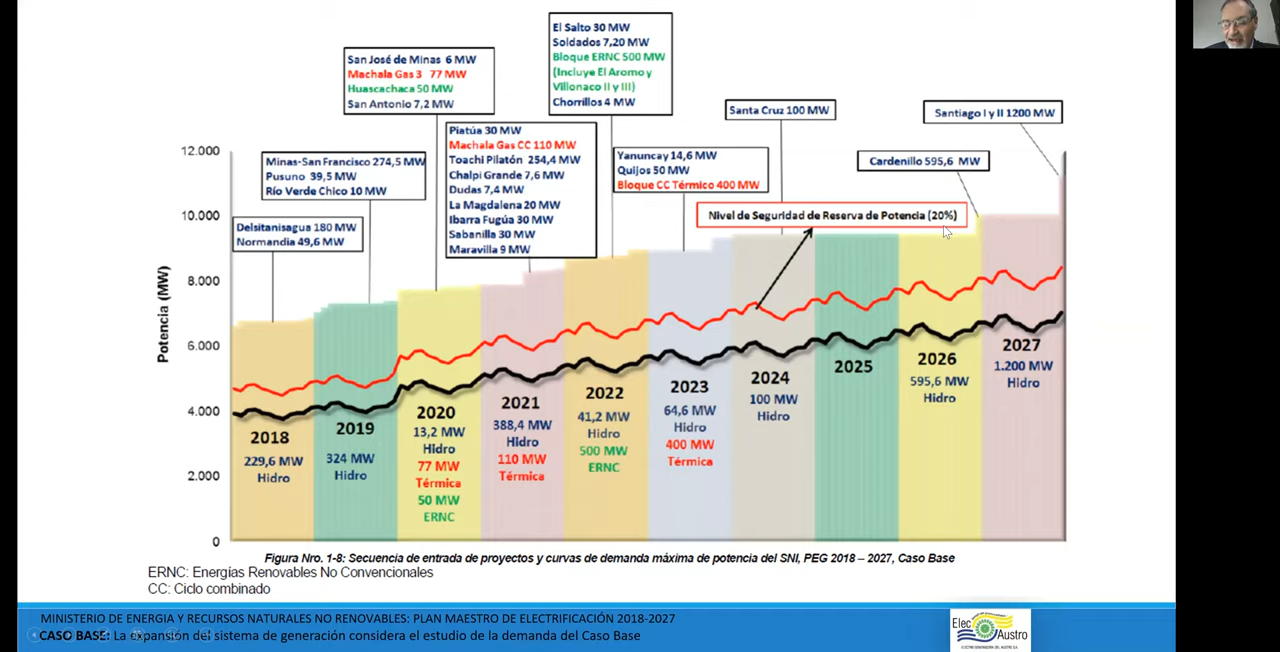 El Salto 30 MW
Soldados 7,20 MW
Bloque ERNC 500 MW
(Incluye El Aromo y
Villonaco II y III)
Chorrillos 4 MW
San José de Minas 6 MW
Machala Gas 3 77 MW
Huascachaca 50 MW
San Antonio 7,2 MW
Santa Cruz 100 MW
Santiago I y II 1200 MW
Piatúa 30 MW
Machala Gas CC 110 MW
Toachi Pilatón 254,4 MW
Chalpi Grande 7,6 MW
Dudas 7,4 MW
La Magdalena 20 MW
Ibarra Fugúa 30 MW
Sabanilla 30 MW
Maravilla 9 MW
Minas-San Francisco 274,5 MW
Pusuno 39,5 MW
Río Verde Chico 10 MW
Yanuncay 14,6 MW
Quijos 50 MW
Bloque CC Térmico 400 MW
Cardenillo 595,6 MW
Delsitanisagua 180 MW
Normandia 49,6 MW
Nivel de Seguridad de Reserva de Potencia (20%)
Potencia (MW)
12.000
10.000
8.000
6.000
4.000
2.000
0
2018
229,6 MW
Hidro
2019
324 MW
Hidro
2020
13,2 MW
Hidro
77 MW
Térmica
50 MW
ERNC
2021
388,4 MW
Hidro
110 MW
Térmica
2022
41,2 MW
Hidro
500 MW
ERNC
2023
64,6 MW
Hidro
400 MW
Térmica
2024
100 MW
Hidro
2025
2026
595,6 MW
Hidro
2027
1.200 MW
Hidro
Figura Nro. 1-8: Secuencia de entrada de proyectos y curvas de demanda máxima de potencia del SNI, PEG 2018 – 2027, Caso Base
ERNC: Energías Renovables No Convencionales
CC: Ciclo combinado
MINISTERIO DE ENERGIA Y RECURSOS NATURALES NO RENOVABLES: PLAN MAESTRO DE ELECTRIFICACIÓN 2018-2027
CASO BASE: La expansión del sistema de generación considera el estudio de la demanda del Caso Base
Elec
Austro